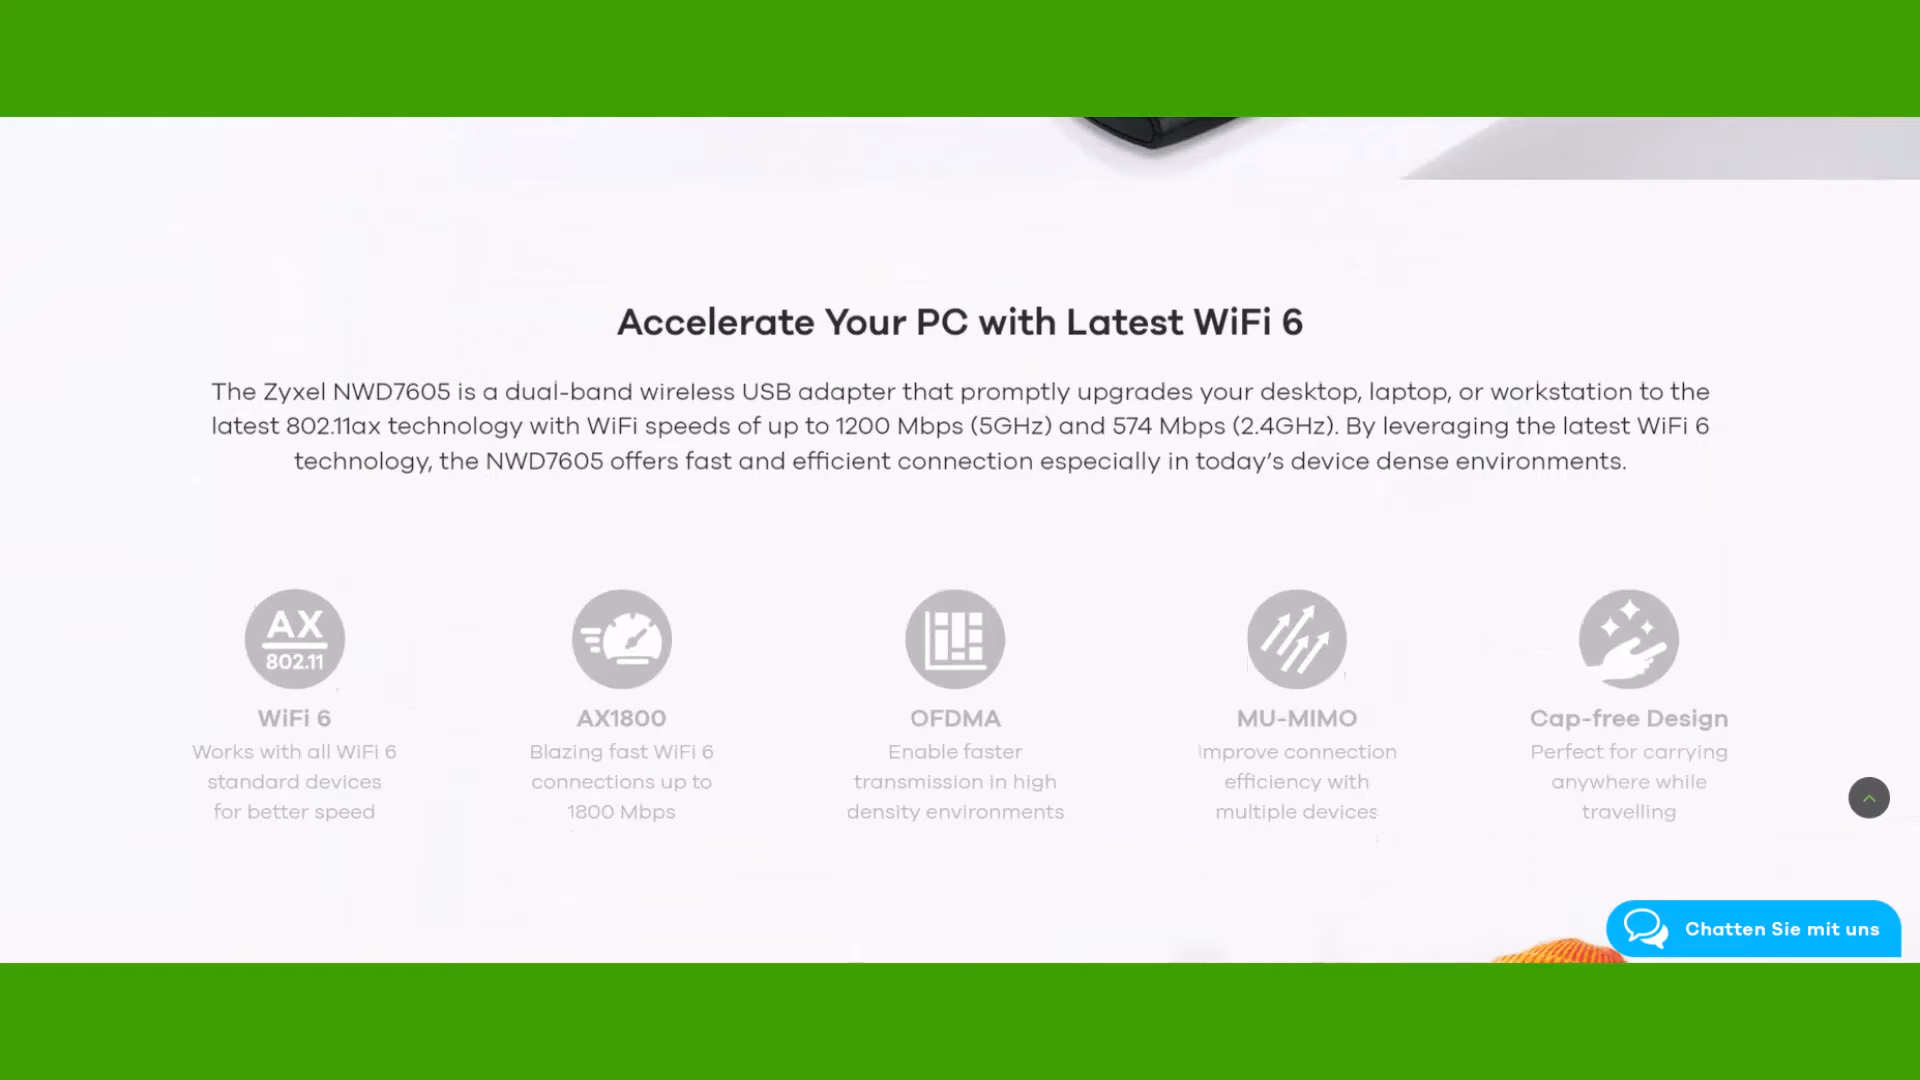 Accelerate Your PC with Latest WiFi 6
The Zyxel NWD7605 is a dual-band wireless USB adapter that promptly upgrades your desktop, laptop, or workstation to the
latest 802.11ax technology with WiFi speeds of up to 1200 Mbps (5GHz) and 574 Mbps (2.4GHz). By leveraging the latest WiFi 6
technology, the NWD7605 offers fast and efficient connection especially in today’s device dense environments.
AX
802.11
WiFi 6
Works with all WiFi 6
standard devices
for better speed
AX1800
Blazing fast WiFi 6
connections up to
1800 Mbps
OFDMA
Enable faster
transmission in high
density environments
MU-MIMO
Improve connection
efficiency with
multiple devices
Cap-free Design
Perfect for carrying
anywhere while
travelling
Chatten Sie mit uns